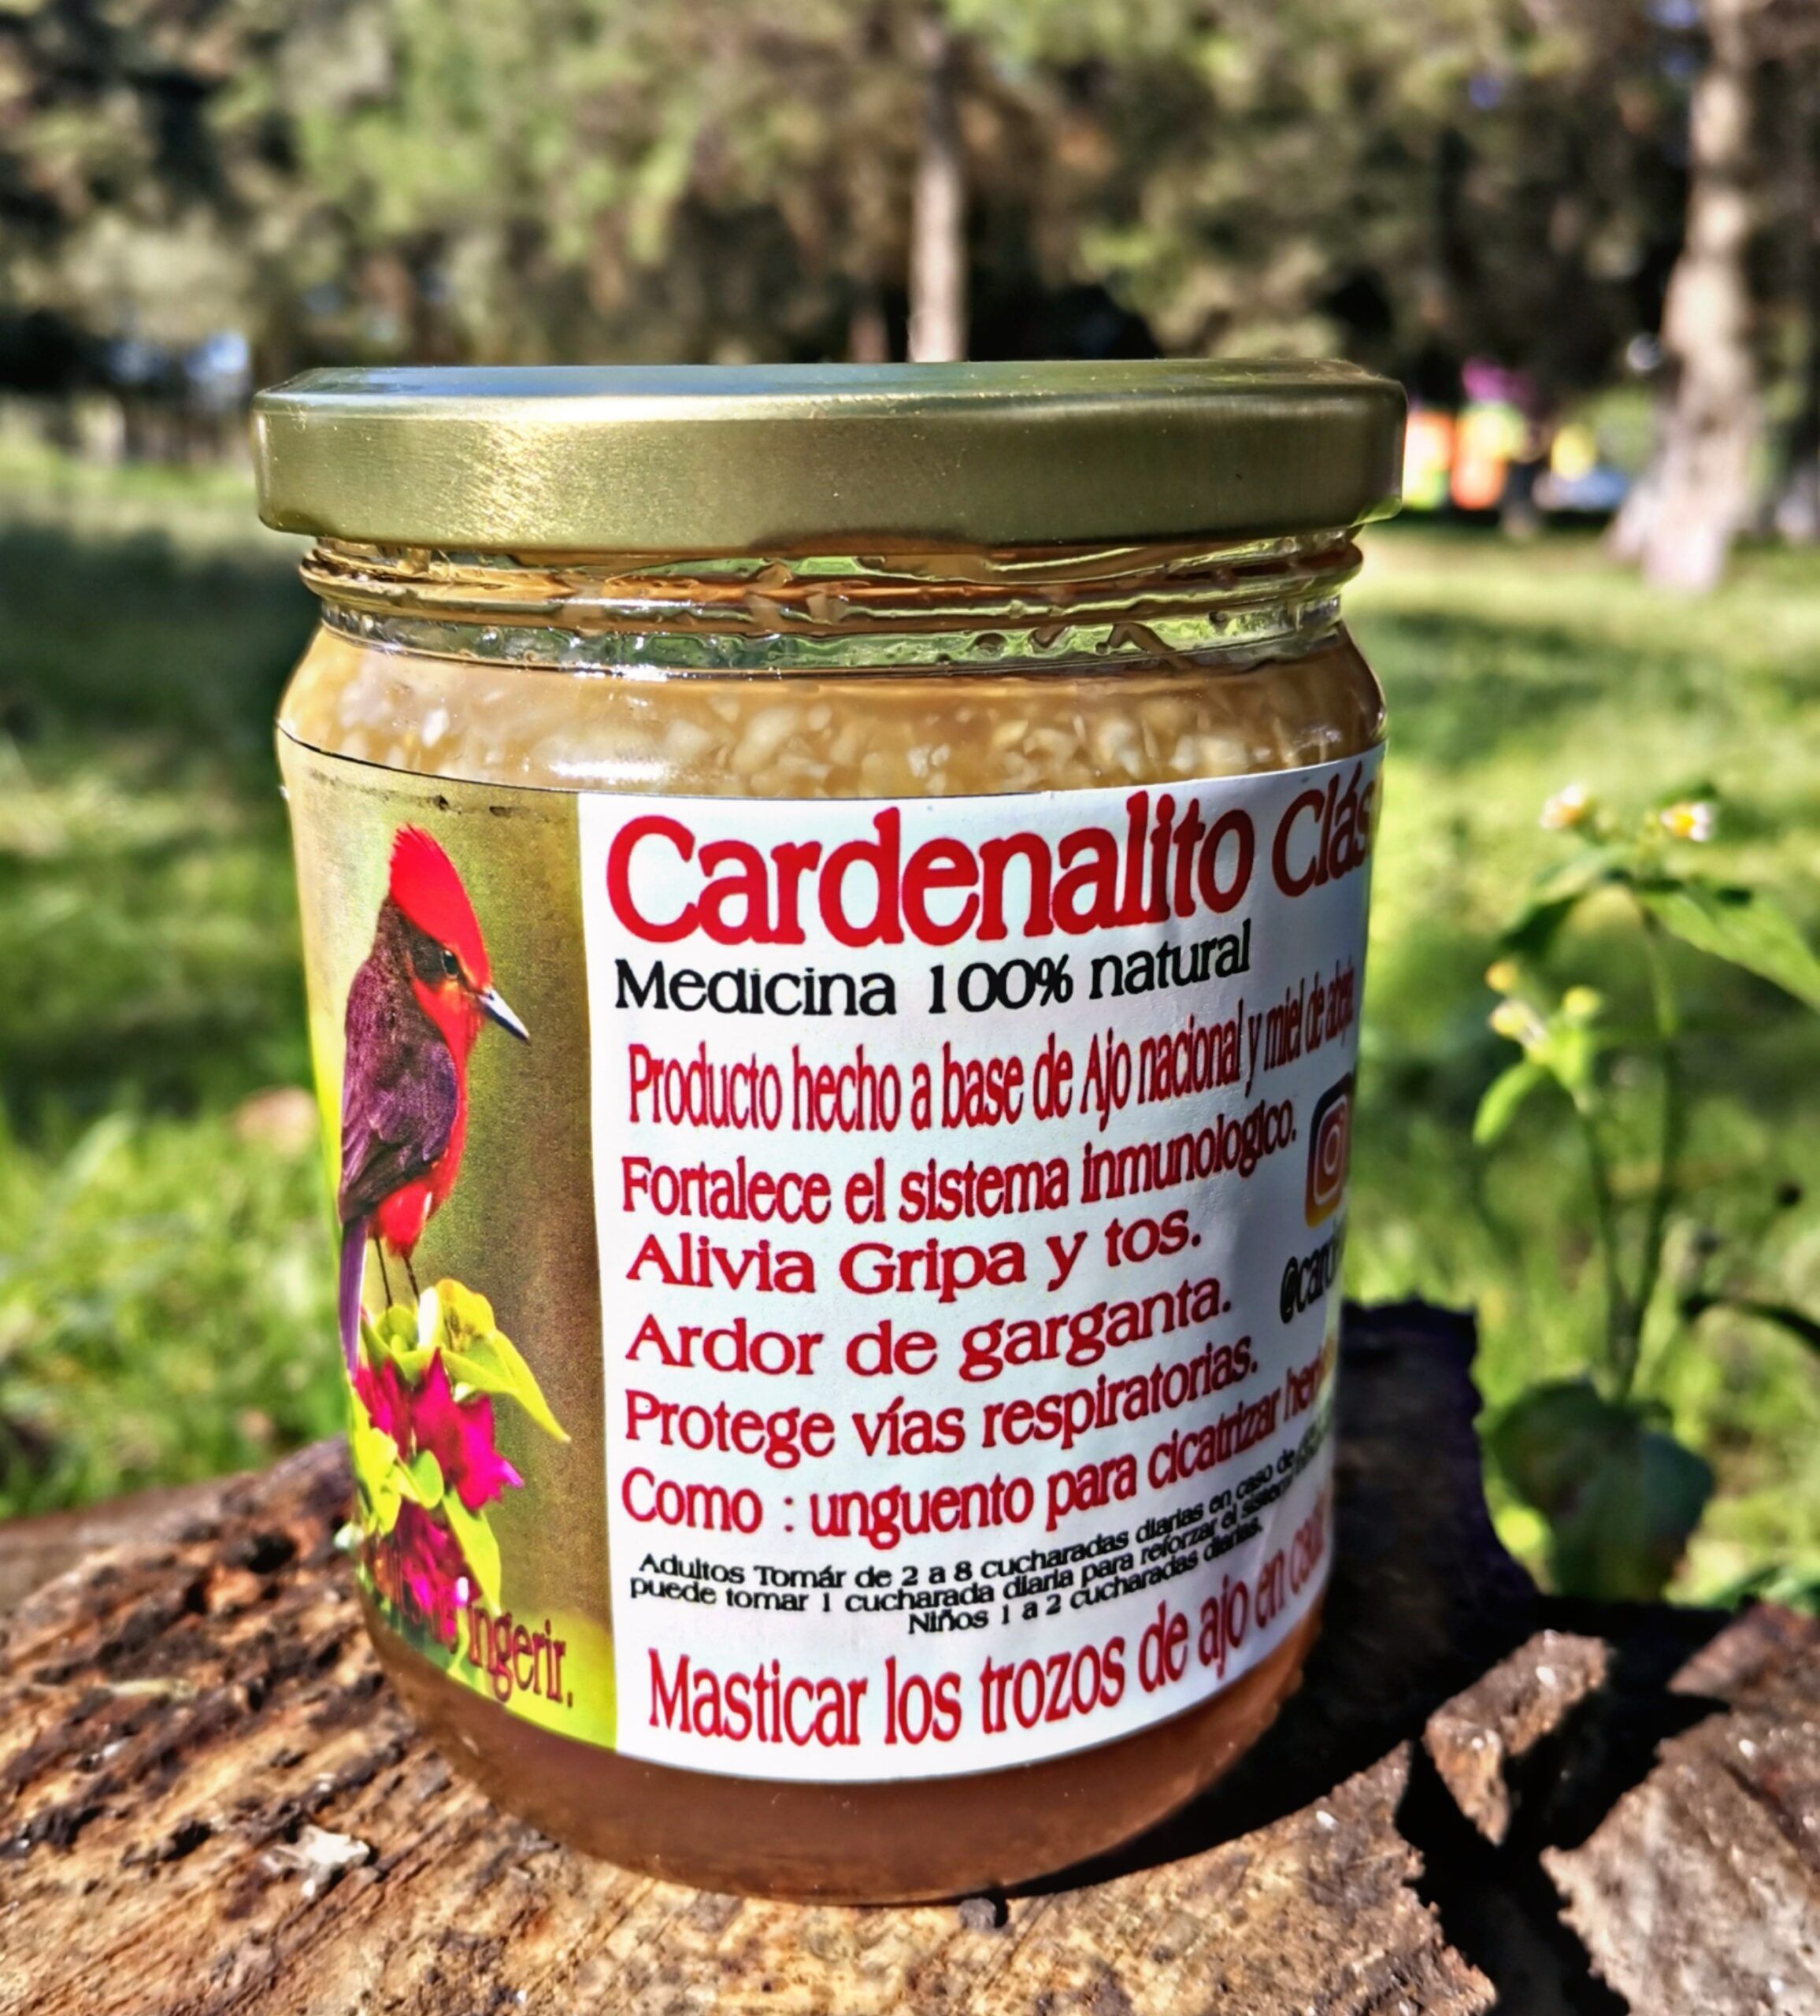 Cardenalito Clás
Medicina 100% natural
Producto hecho a base de Ajo nacional y miel de
Fortalece el sistema inmunologico.
Alivia Gripa y tos.
Ardor de garganta.
Protege vías respiratorias.
Como : unguento para cicatrizar
Adultos Tomár de 2 a 8 cucharadas diarias en caso de
puede tomar 1 cucharada diaria para reforzar el
Niños 1 a 2 cucharadas diarias.
Masticar los trozos de ajo en
ingerir.